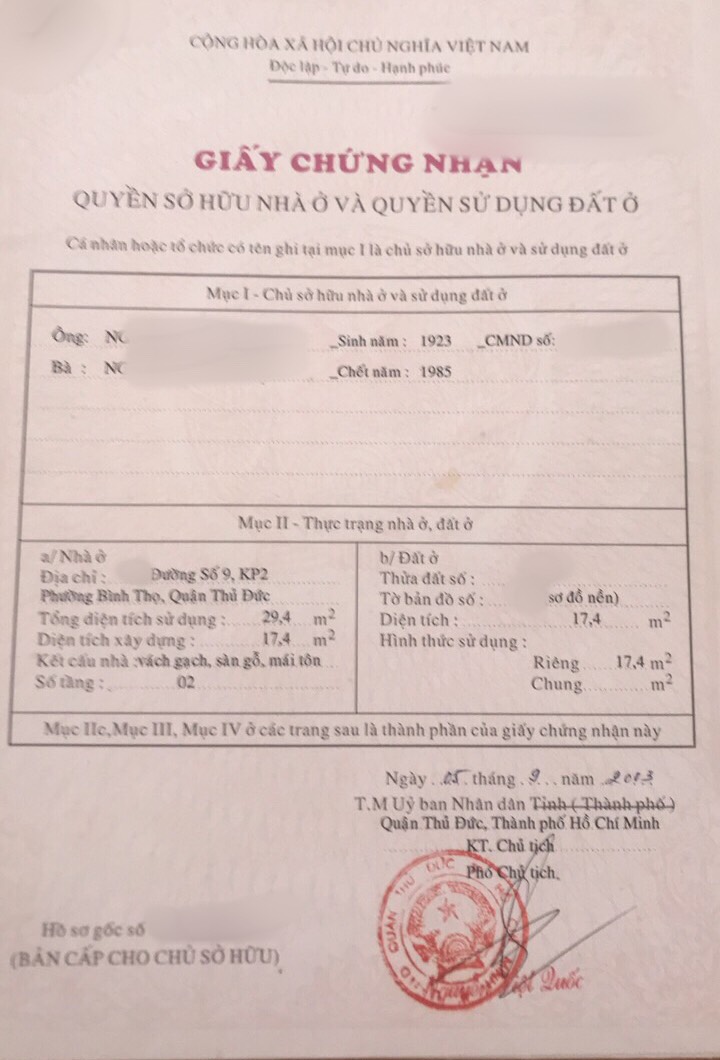 CỘNG HÒA XÃ HỘI CHỦ NGHĨA VIỆT NAM
Độc lập - Tự do - Hạnh phúc
GIẤY CHỨNG NHẬN
QUYỀN SỞ HỮU NHÀ Ở VÀ QUYỀN SỬ DỤNG ĐẤT Ở
Cá nhân hoặc tổ chức có tên ghi tại mục I là chủ sở hữu nhà ở và sử dụng đất ở
Mục I - Chủ sở hữu nhà ở và sử dụng đất ở
Ông: _Sinh năm : 1923 _CMND số:
Bà : _Chết năm : 1985
Mục II - Thực trạng nhà ở, đất ở
a/ Nhà ở
Địa chỉ : Đường Số 9, KP2
Phường Bình Thọ, Quận Thủ Đức
Tổng diện tích sử dụng : 29,4 m²
Diện tích xây dựng : 17,4 m²
Kết cấu nhà :vách gạch, sàn gỗ, mái tôn
Số tầng : 02
b/ Đất ở
Thửa đất số :
Tờ bản đồ số : sơ đồ nền)
Diện tích : 17,4 m²
Hình thức sử dụng :
Riêng 17,4 m²
Chung m²
Mục IIc,Mục III, Mục IV ở các trang sau là thành phần của giấy chứng nhận này
Ngày 05 tháng 9 năm 2013
T.M Uỷ ban Nhân dân Tỉnh ( Thành phố )
Quận Thủ Đức, Thành phố Hồ Chí Minh
KT. Chủ tịch
Phó Chủ tịch
QUẬN THỦ ĐỨC
Quốc
Hồ sơ gốc số
(BẢN CẤP CHO CHỦ SỞ HỮU)